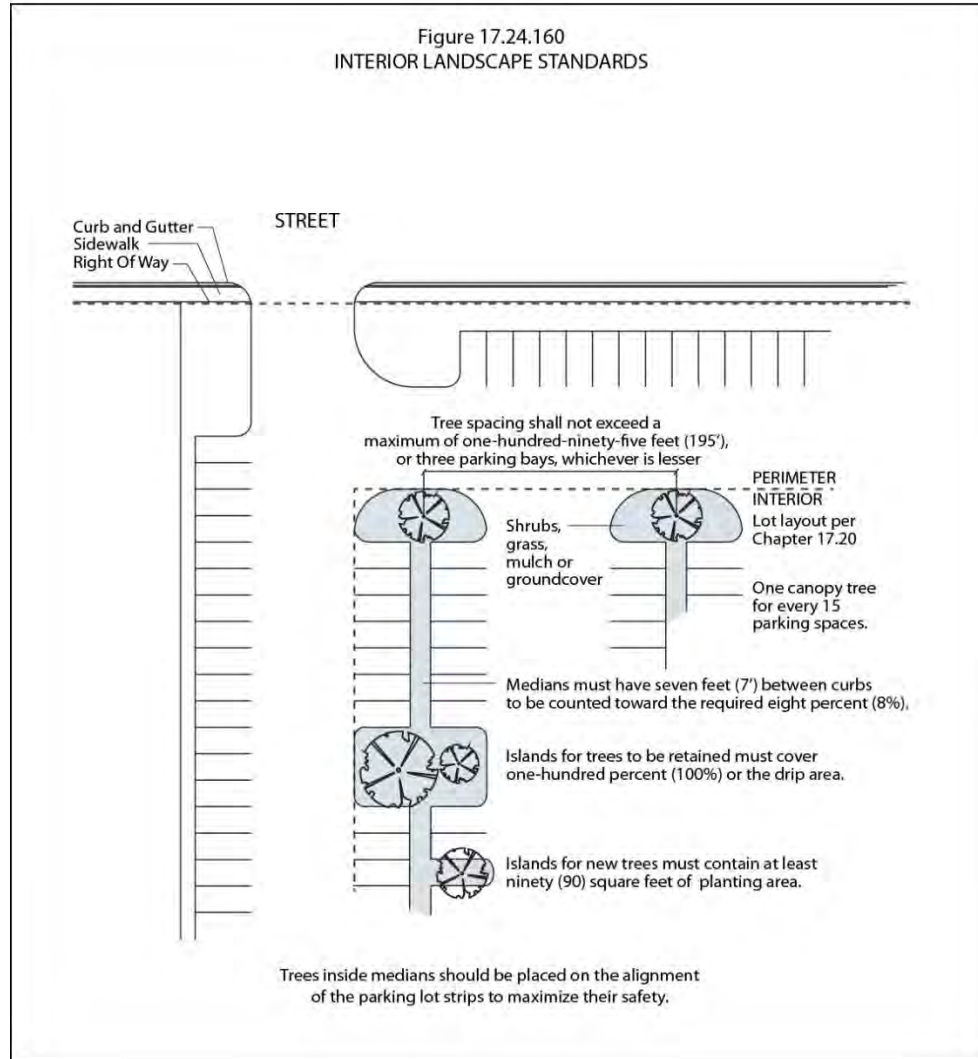 Figure 17.24.160
INTERIOR LANDSCAPE STANDARDS
STREET
Curb and Gutter
Sidewalk
Right Of Way
Tree spacing shall not exceed a
maximum of one-hundred-ninety-five feet (195'),
or three parking bays, whichever is lesser
PERIMETER
INTERIOR
Lot layout per
Chapter 17.20
Shrubs,
grass,
mulch or
groundcover
One canopy tree
for every 15
parking spaces.
Medians must have seven feet (7') between curbs
to be counted toward the required eight percent (8%).
Islands for trees to be retained must cover
one-hundred percent (100%) or the drip area.
Islands for new trees must contain at least
ninety (90) square feet of planting area.
Trees inside medians should be placed on the alignment
of the parking lot strips to maximize their safety.